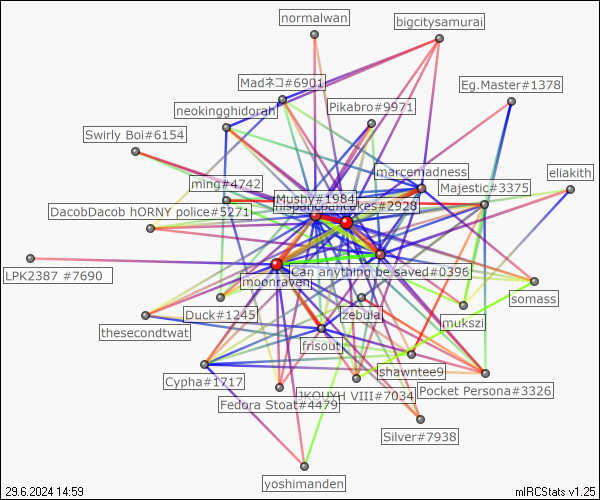 normalwan
bigcitysamurai
Madネコ#6901
Eg.Master#1378
Pikabro#9971
neokingghidorah
Swirly Boi#6154
marcemadness
eliakith
ming#4742
Majestic#3375
Mushy#1984
cakes#2928
DacobDacob hORNY police#5271
LPK2387 #7690
Can anything be saved#0396
moonraven
somass
Duck#1245
zebula
mukszi
thesecondtwat
frisout
shawntee9
Cypha#1717
Pocket Persona#3326
JKOUYH VIII#7034
Fedora Stoat#4479
Silver#7938
yoshimanden
29.6.2024 14:59
mIRCStats v1.25